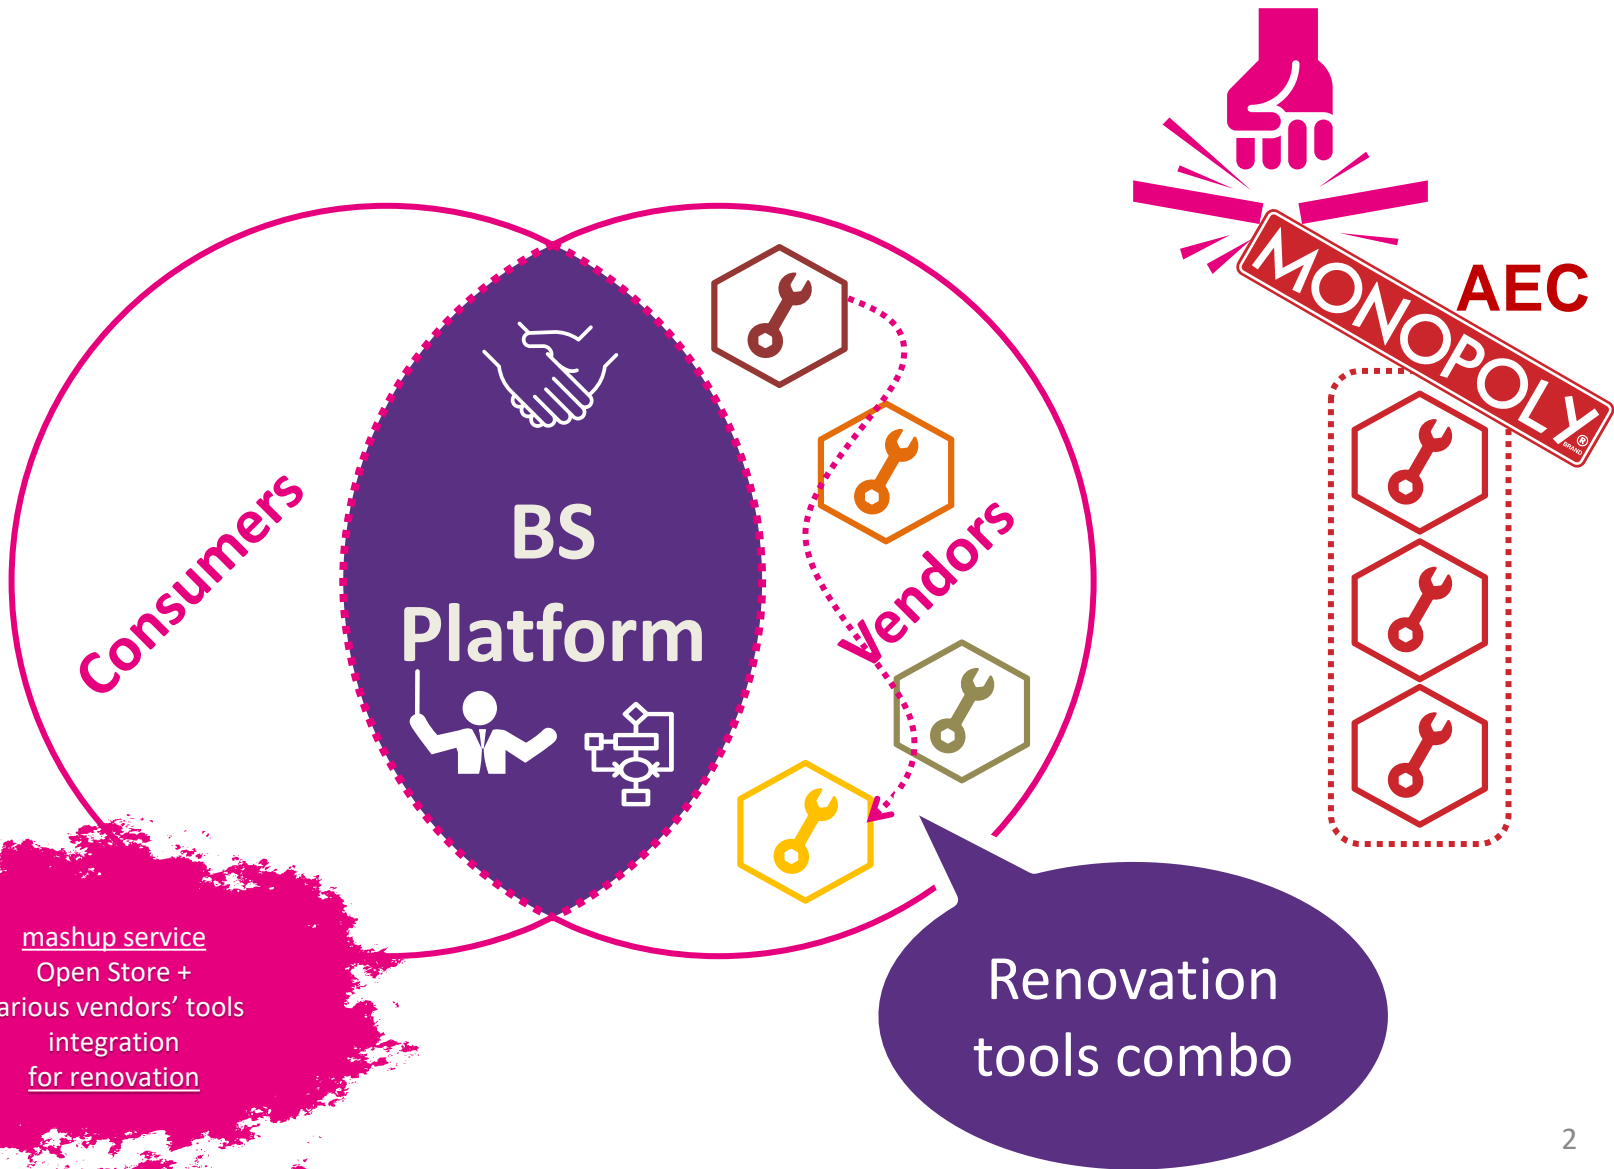 MONOPOLY
BRAND
®
AEC
Consumers
BS
Platform
Vendors
mashup service
Open Store +
arious vendors’ tools
integration
for renovation
Renovation
tools combo
2